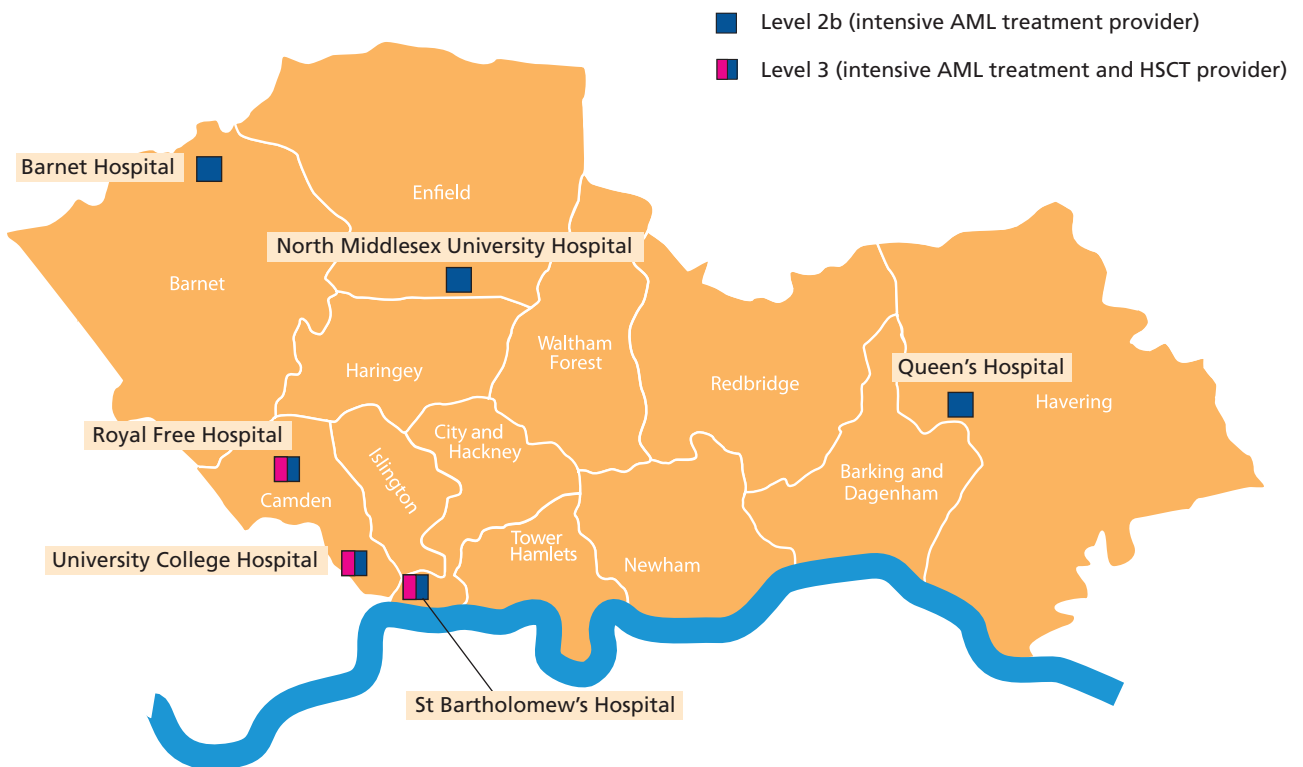 Level 2b (intensive AML treatment provider)
Level 3 (intensive AML treatment and HSCT provider)
Barnet Hospital
Enfield
North Middlesex University Hospital
Barnet
Waltham
Forest
Haringey
Redbridge
Queen’s Hospital
Havering
Royal Free Hospital
City and
Hackney
Islington
Barking and
Dagenham
Camden
Tower
Hamlets
University College Hospital
Newham
St Bartholomew’s Hospital